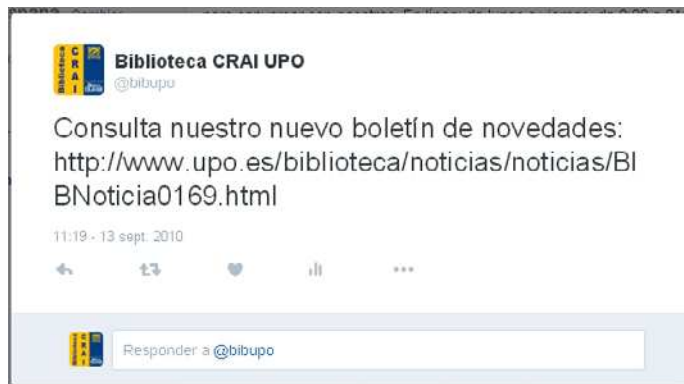 Biblioteca CRAI UPO
@bibupo
Consulta nuestro nuevo boletín de novedades:
http://www.upo.es/biblioteca/noticias/noticias/BI
BNoticia0169.html
11:19 - 13 sept. 2010
Responder a @bibupo